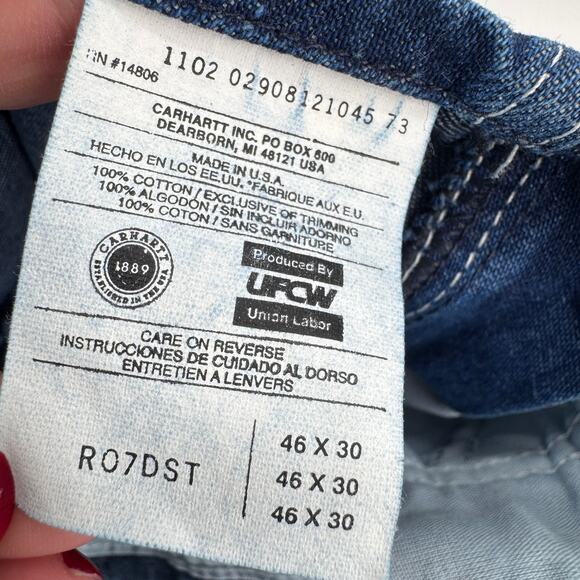 RN #14806
1102 02908121045 73
CARHARTT INC. PO BOX 600
DEARBORN, MI 48121 USA
MADE IN U.S.A.
HECHO EN LOS EE.UU. *FABRIQUE AUX E.U.
100% COTTON / EXCLUSIVE OF TRIMMING
100% ALGODON / SIN INCLUIR ADORNO
100% COTON / SANS GARNITURE
CARHARTT
1889
ESTABLISHED IN THE USA
Produced By
UFCW
Union Labor
CARE ON REVERSE
INSTRUCCIONES DE CUIDADO AL DORSO
ENTRETIEN A LENVERS
R07DST
46 X 30
46 X 30
46 X 30